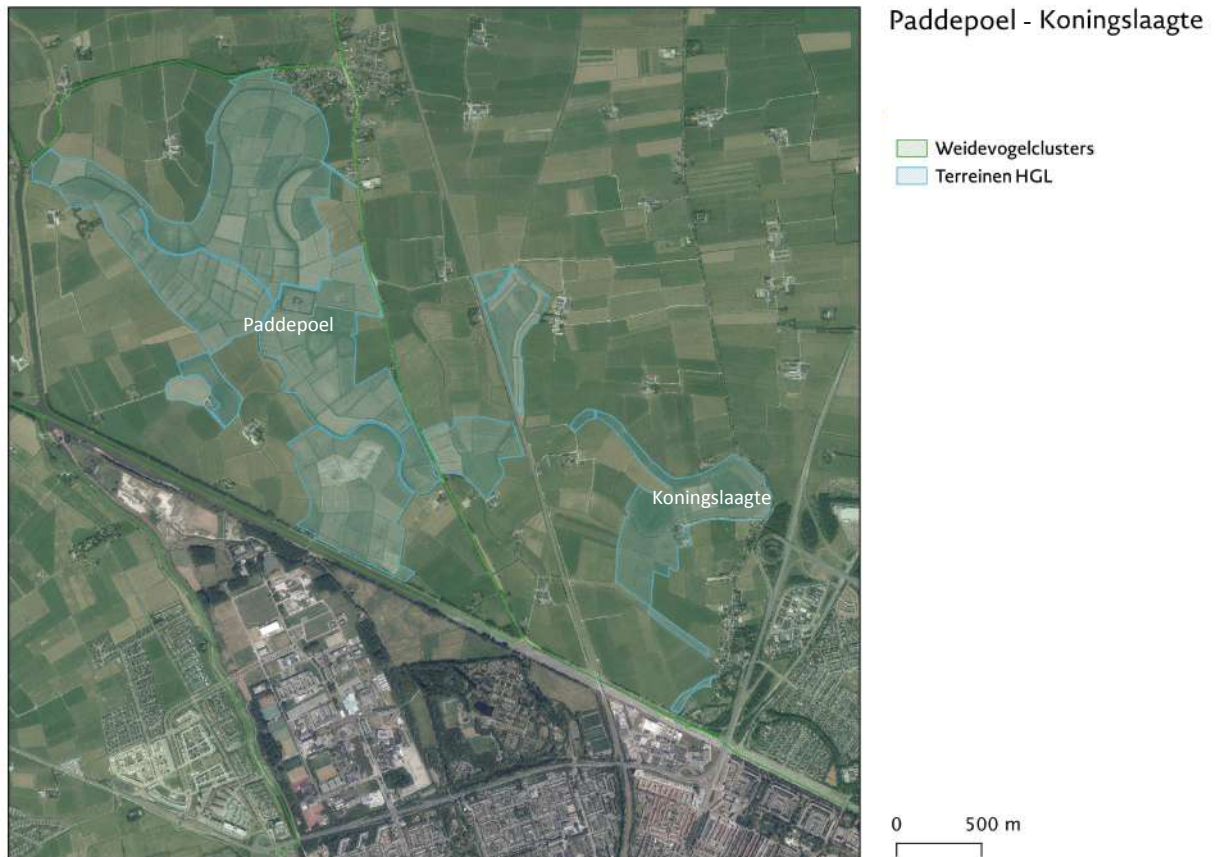 Paddepoel - Koningslaagte
Weidevogelclusters
Terreinen HGL
Paddepoel
Koningslaagte
0 500 m